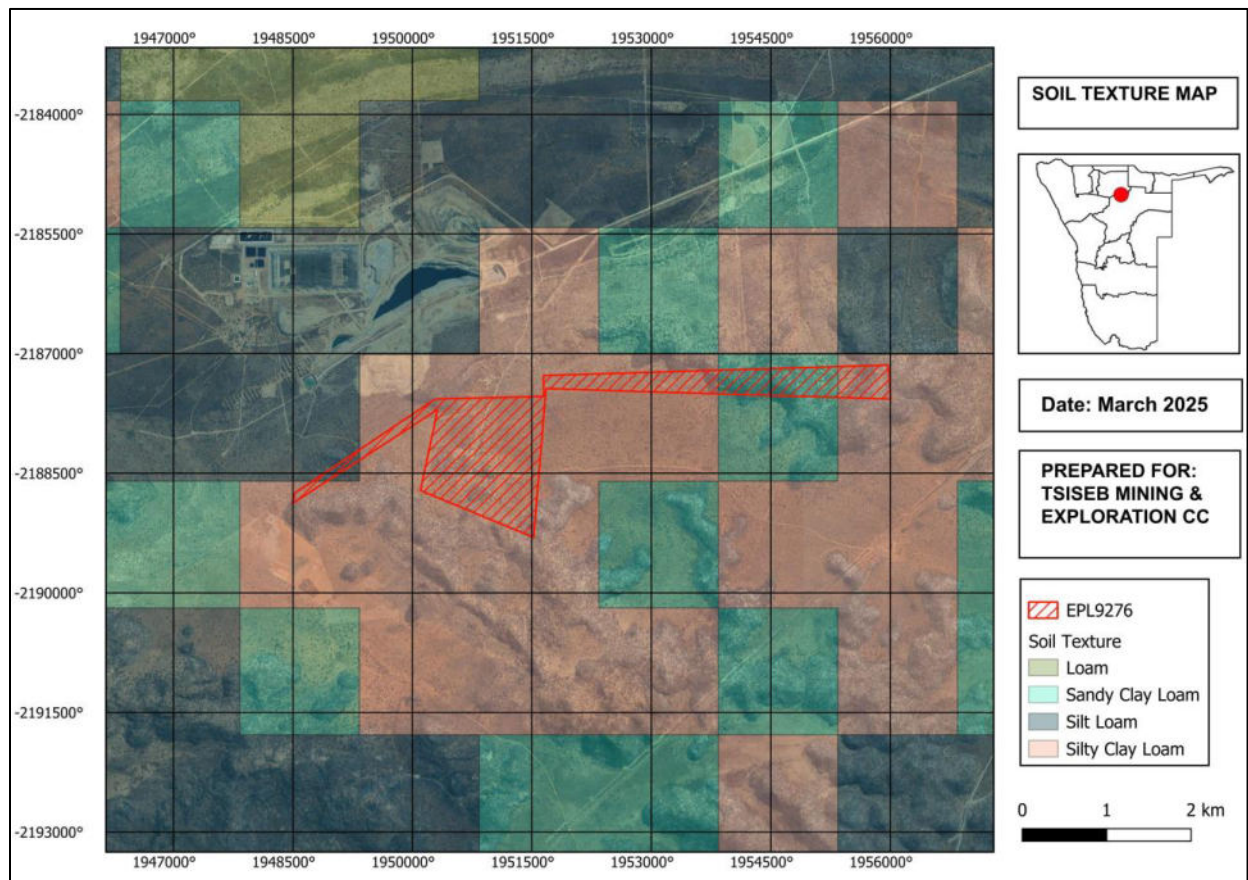 1947000° 1948500° 1950000° 1951500° 1953000° 1954500° 1956000°
-2184000°
-2185500°
-2187000°
-2188500°
-2190000°
-2191500°
-2193000°
1947000° 1948500° 1950000° 1951500° 1953000° 1954500° 1956000°
SOIL TEXTURE MAP
Date: March 2025
PREPARED FOR:
TSISEB MINING &
EXPLORATION CC
EPL9276
Soil Texture
Loam
Sandy Clay Loam
Silt Loam
Silty Clay Loam
0 1 2 km